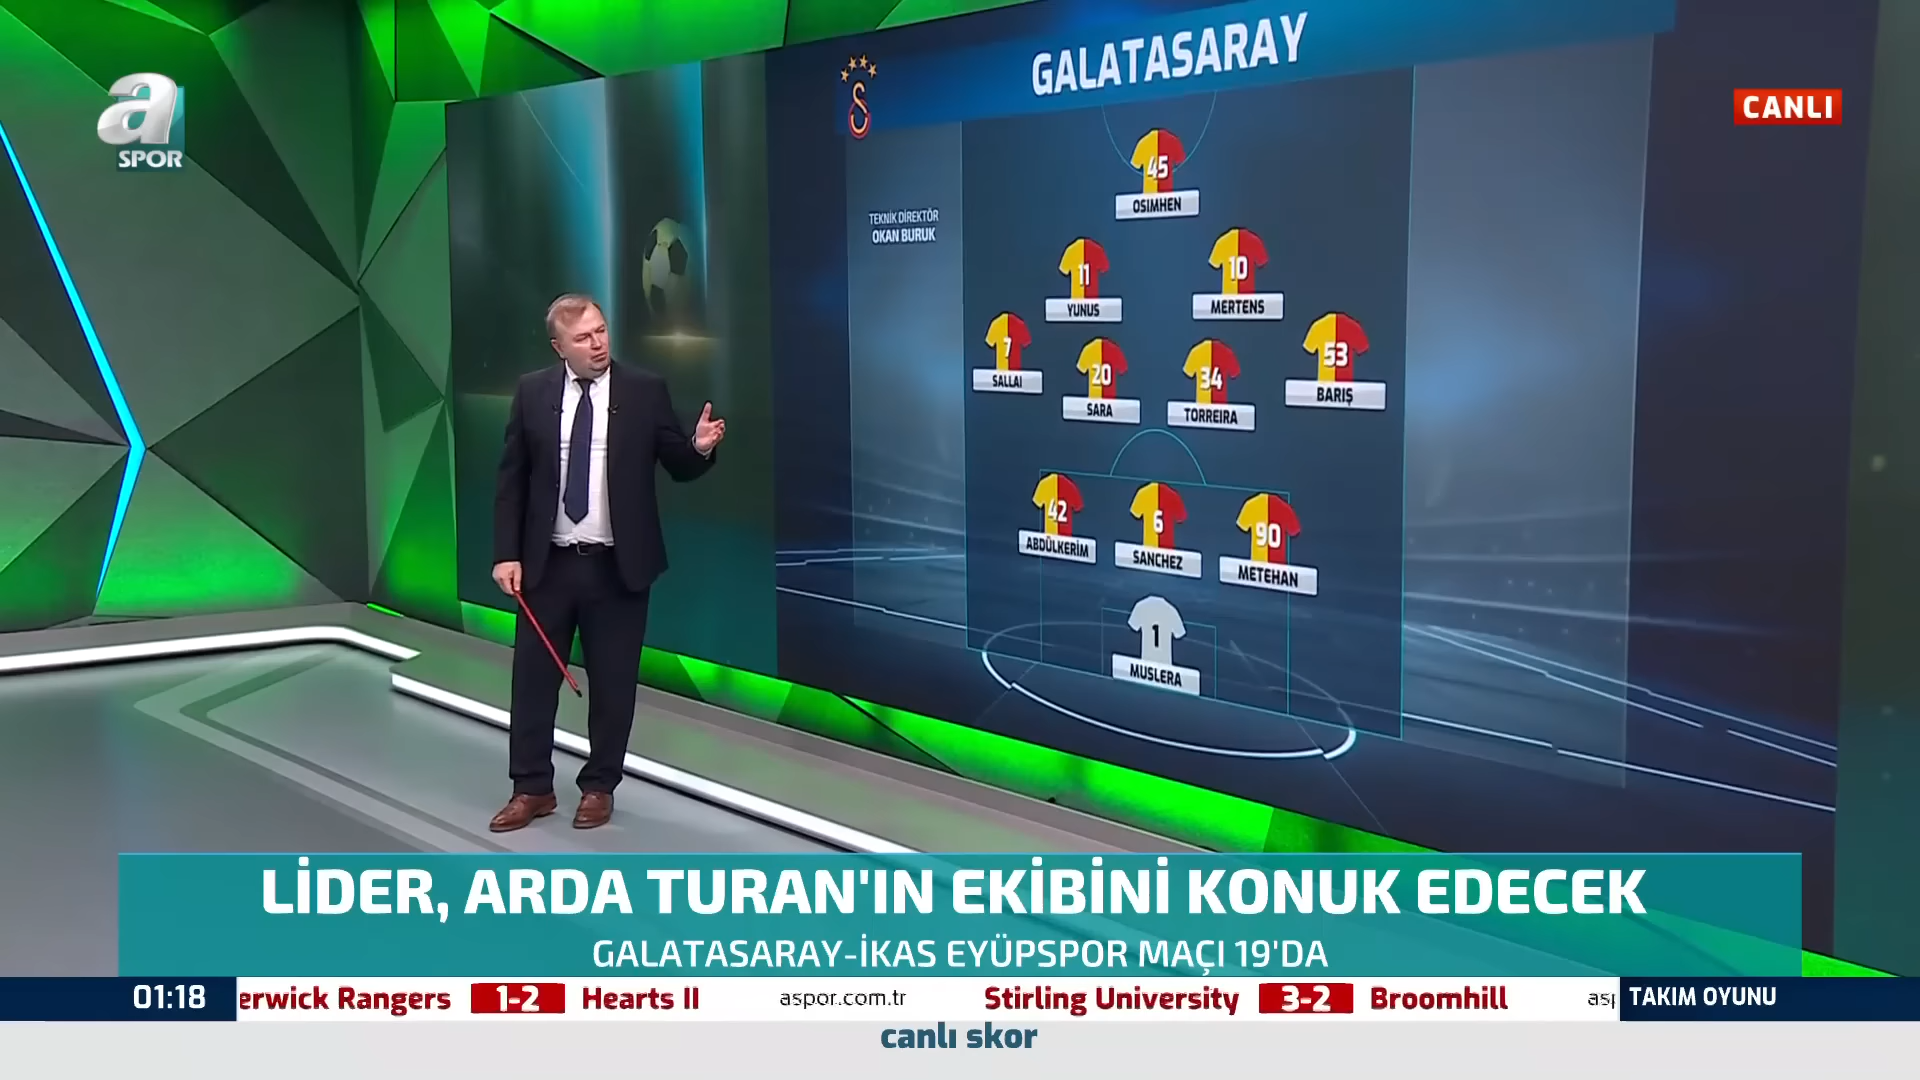 a
SPOR
GALATASARAY
CANLI
TEKNİK DİREKTÖR
OKAN BURUK
45
OSIMHEN
11
YUNUS
10
MERTENS
7
SALLAI
20
SARA
34
TORREIRA
53
BARIŞ
42
ABDÜLKERİM
6
SANCHEZ
90
METEHAN
1
MUSLERA
LİDER, ARDA TURAN'IN EKİBİNİ KONUK EDECEK
GALATASARAY-İKAS EYÜPSPOR MAÇI 19'DA
01:18 erwick Rangers 1-2 Hearts II aspor.com.tr Stirling University 3-2 Broomhill asp TAKIM OYUNU
canlı skor